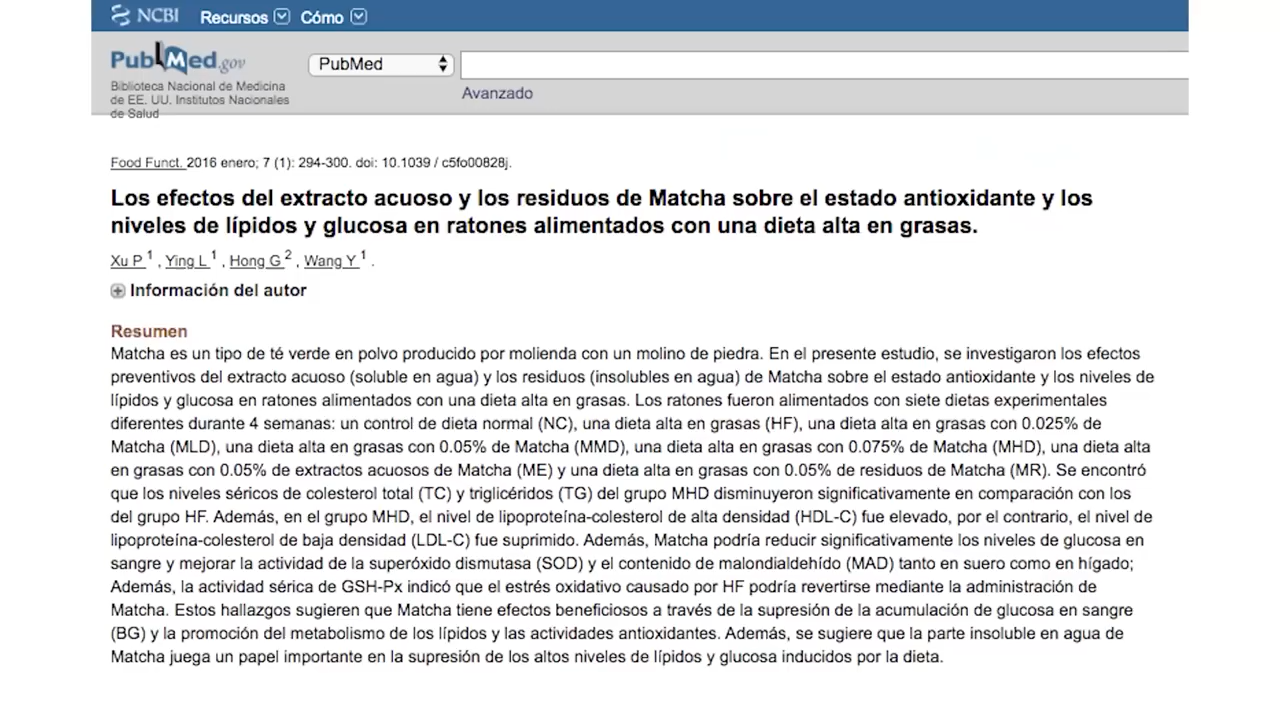 NCBI Recursos Cómo
PubMed.gov
PubMed
Biblioteca Nacional de Medicina
de EE. UU. Institutos Nacionales
de Salud
Avanzado
Food Funct. 2016 enero; 7 (1): 294-300. doi: 10.1039 / c5fo00828j.
Los efectos del extracto acuoso y los residuos de Matcha sobre el estado antioxidante y los
niveles de lípidos y glucosa en ratones alimentados con una dieta alta en grasas.
Xu P 1 , Ying L 1 , Hong G 2 , Wang Y 1 .
Información del autor
Resumen
Matcha es un tipo de té verde en polvo producido por molienda con un molino de piedra. En el presente estudio, se investigaron los efectos
preventivos del extracto acuoso (soluble en agua) y los residuos (insolubles en agua) de Matcha sobre el estado antioxidante y los niveles de
lípidos y glucosa en ratones alimentados con una dieta alta en grasas. Los ratones fueron alimentados con siete dietas experimentales
diferentes durante 4 semanas: un control de dieta normal (NC), una dieta alta en grasas (HF), una dieta alta en grasas con 0.025% de
Matcha (MLD), una dieta alta en grasas con 0.05% de Matcha (MMD), una dieta alta en grasas con 0.075% de Matcha (MHD), una dieta alta
en grasas con 0.05% de extractos acuosos de Matcha (ME) y una dieta alta en grasas con 0.05% de residuos de Matcha (MR). Se encontró
que los niveles séricos de colesterol total (TC) y triglicéridos (TG) del grupo MHD disminuyeron significativamente en comparación con los
del grupo HF. Además, en el grupo MHD, el nivel de lipoproteína-colesterol de alta densidad (HDL-C) fue elevado, por el contrario, el nivel de
lipoproteína-colesterol de baja densidad (LDL-C) fue suprimido. Además, Matcha podría reducir significativamente los niveles de glucosa en
sangre y mejorar la actividad de la superóxido dismutasa (SOD) y el contenido de malondialdehído (MAD) tanto en suero como en hígado;
Además, la actividad sérica de GSH-Px indicó que el estrés oxidativo causado por HF podría revertirse mediante la administración de
Matcha. Estos hallazgos sugieren que Matcha tiene efectos beneficiosos a través de la supresión de la acumulación de glucosa en sangre
(BG) y la promoción del metabolismo de los lípidos y las actividades antioxidantes. Además, se sugiere que la parte insoluble en agua de
Matcha juega un papel importante en la supresión de los altos niveles de lípidos y glucosa inducidos por la dieta.